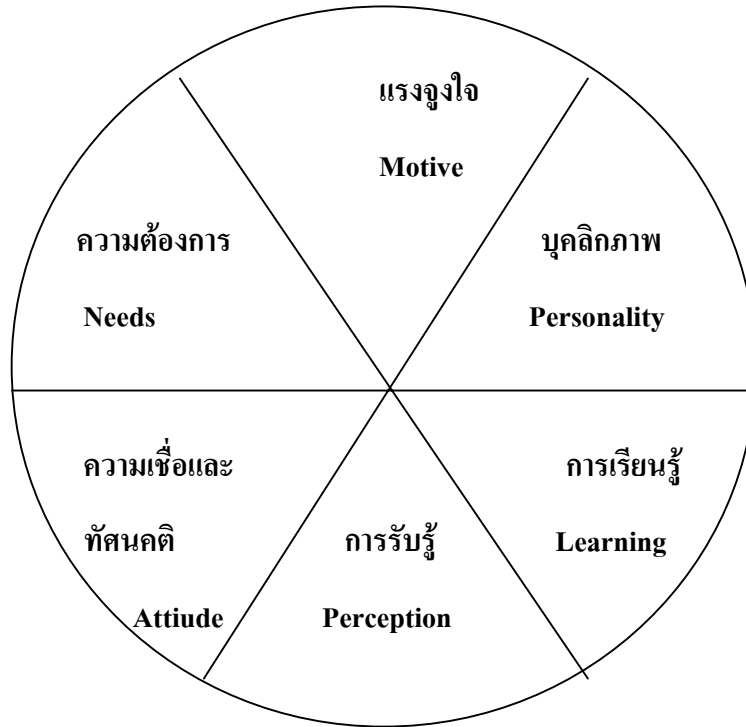 แรงจูงใจ
Motive
บุคลิกภาพ
Personality
การเรียนรู้
Learning
การรับรู้
Perception
ความเชื่อและ
ทัศนคติ
Attiude
ความต้องการ
Needs